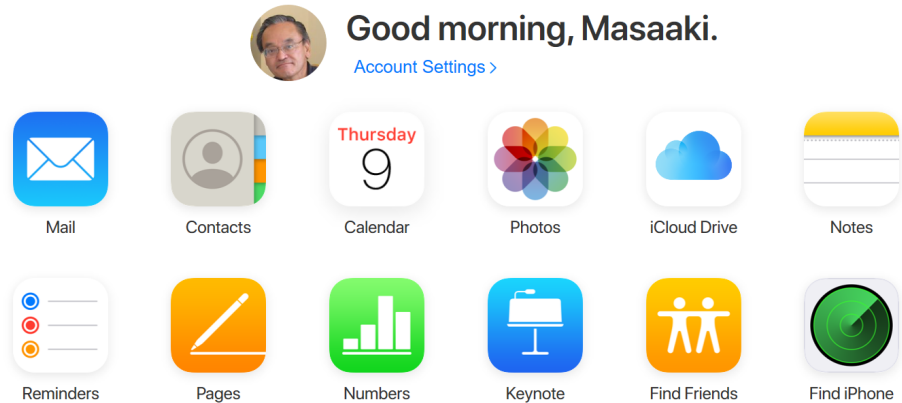 Good morning, Masaaki.
Account Settings >
Thursday
9
Mail
Contacts
Calendar
Photos
iCloud Drive
Notes
Reminders
Pages
Numbers
Keynote
Find Friends
Find iPhone